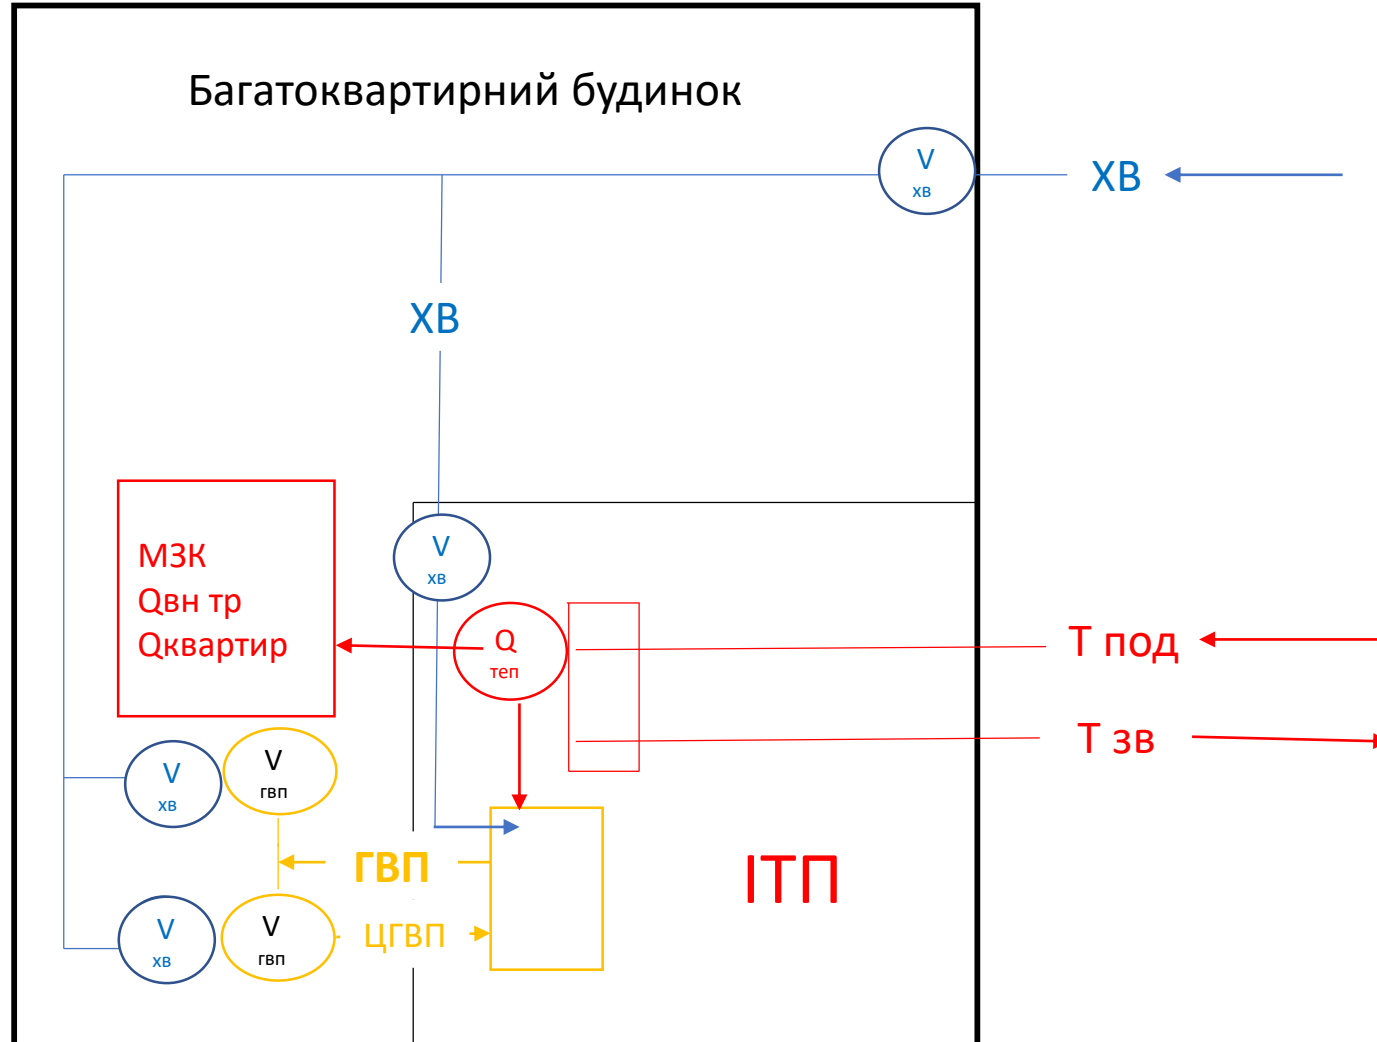 Багатоквартирний будинок
V
хв
ХВ
ХВ
V
хв
МЗК
Qвн тр
Qквартир
Q
теп
Т под
Т зв
V
хв
V
гвп
ГВП
ІТП
V
хв
V
гвп
ЦГВП